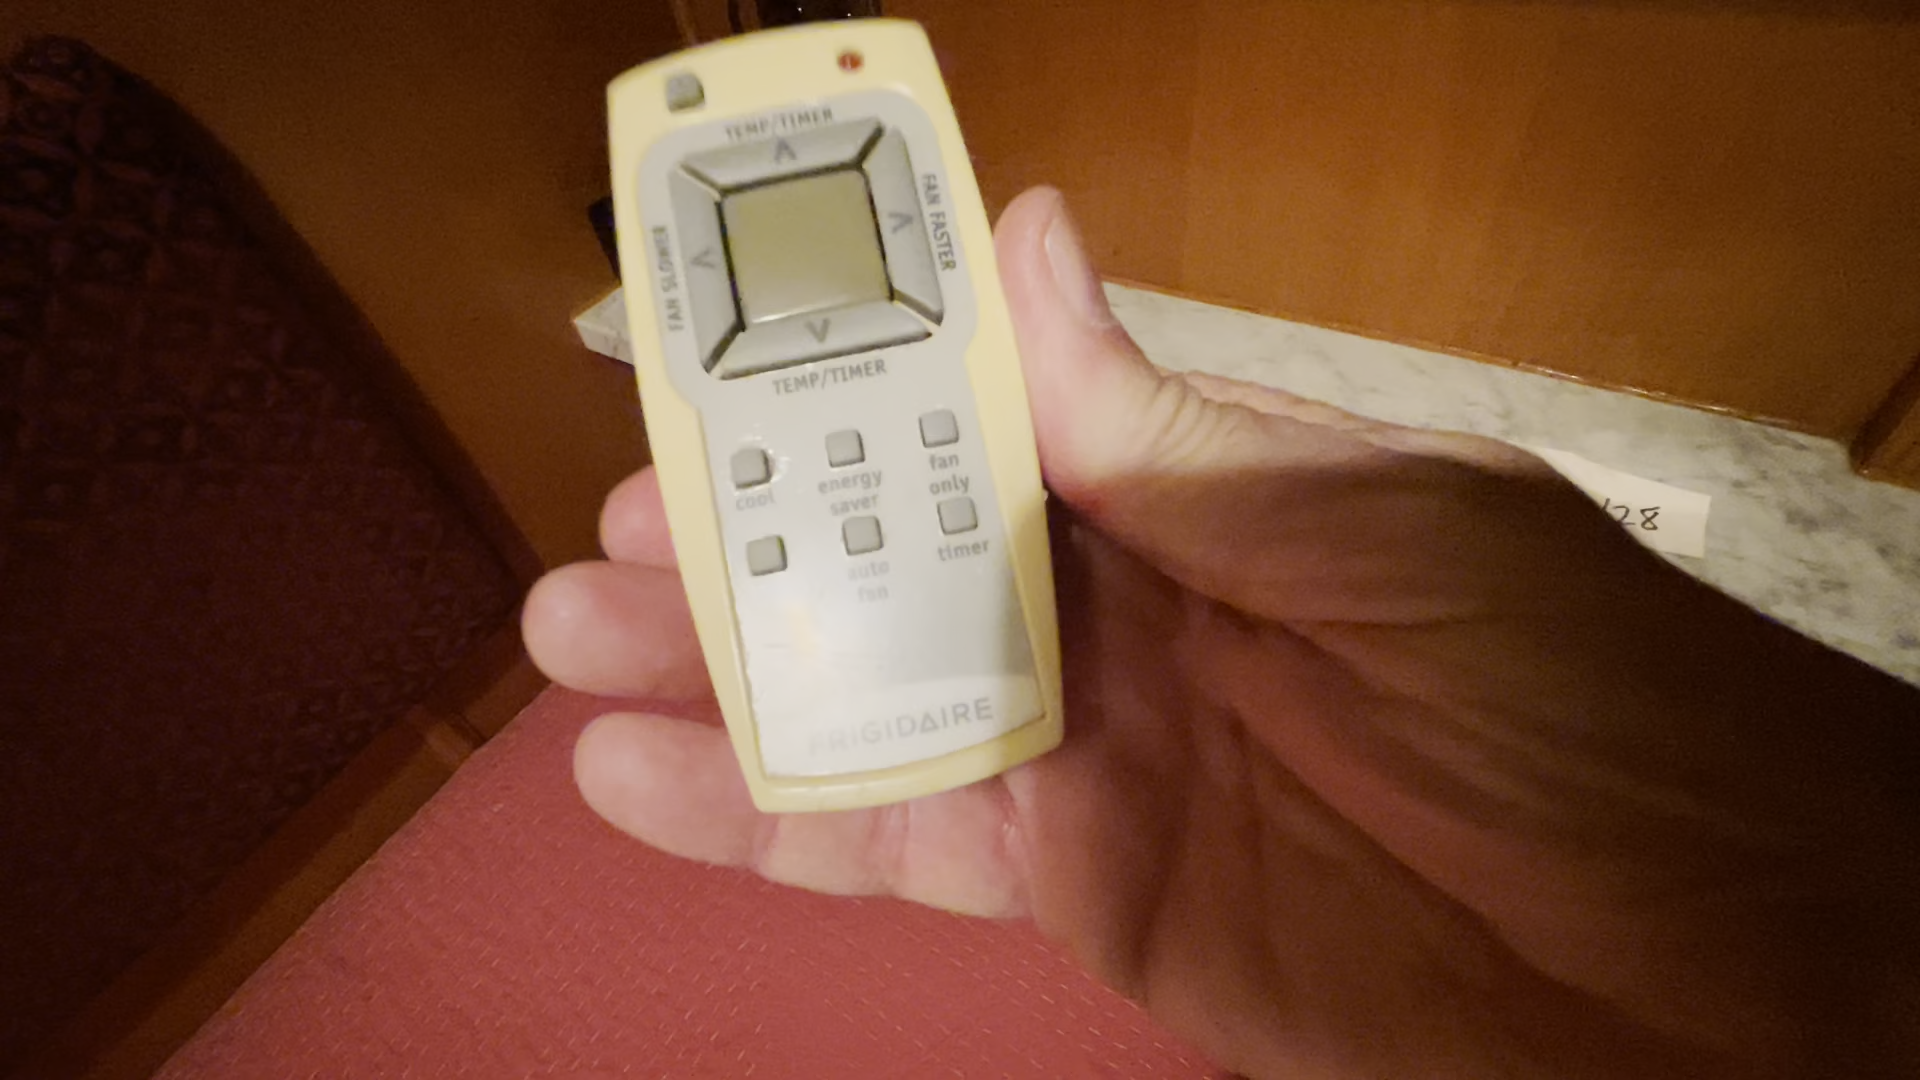 TEMP/TIMER
FAN SLOWER
FAN FASTER
TEMP/TIMER
cool
energy
saver
fan
only
auto
fan
timer
FRIGIDAIRE
128